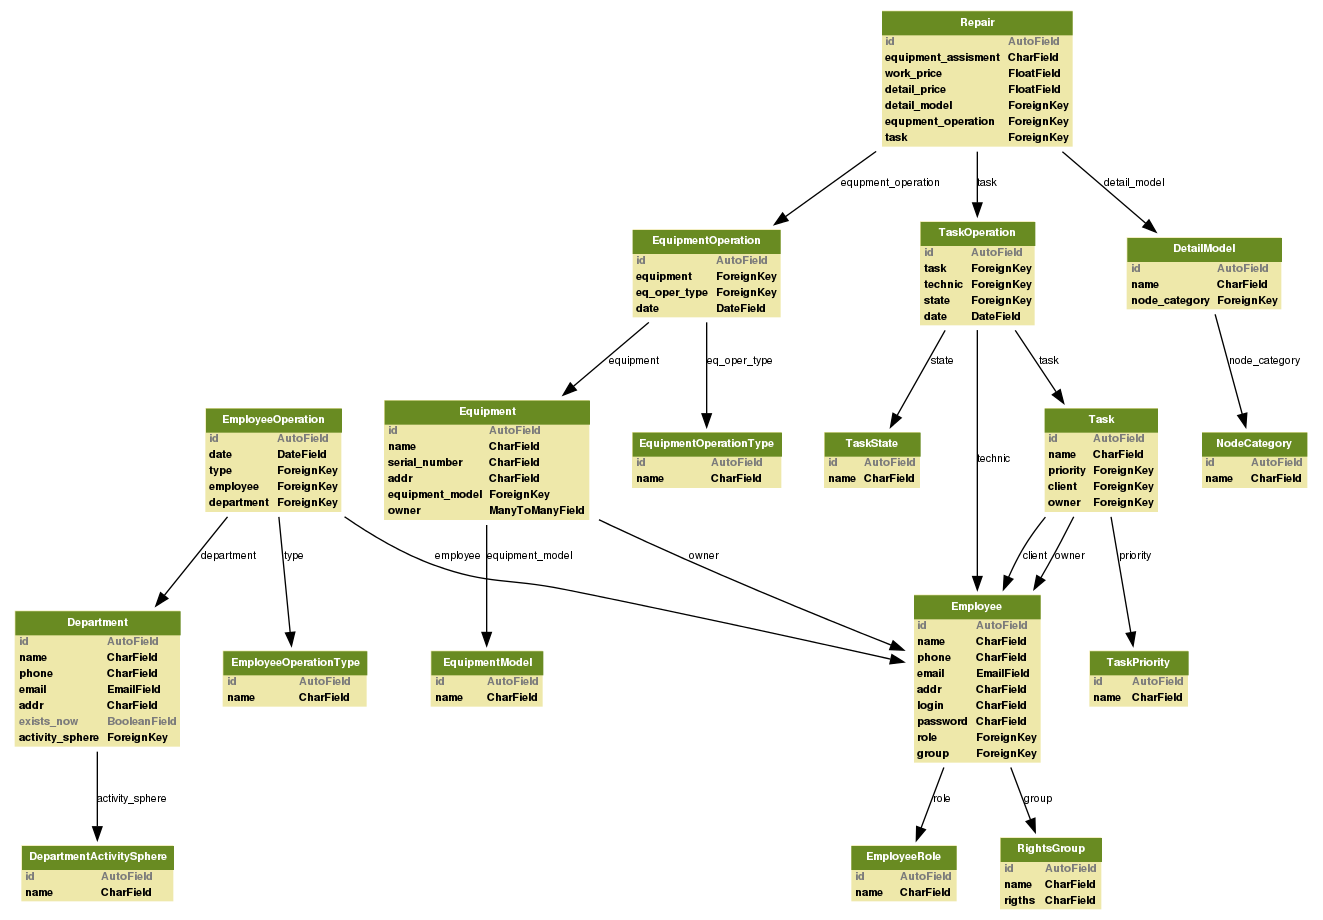 Repair
id AutoField
equipment_assisment CharField
work_price FloatField
detail_price FloatField
detail_model ForeignKey
equpment_operation ForeignKey
task ForeignKey
equpment_operation
task
detail_model
EquipmentOperation
id AutoField
equipment ForeignKey
eq_oper_type ForeignKey
date DateField
TaskOperation
id AutoField
task ForeignKey
technic ForeignKey
state ForeignKey
date DateField
DetailModel
id AutoField
name CharField
node_category ForeignKey
equipment
eq_oper_type
state
task
node_category
EmployeeOperation
id AutoField
date DateField
type ForeignKey
employee ForeignKey
department ForeignKey
Equipment
id AutoField
name CharField
serial_number CharField
addr CharField
equipment_model ForeignKey
owner ManyToManyField
EquipmentOperationType
id AutoField
name CharField
TaskState
id AutoField
name CharField
technic
Task
id AutoField
name CharField
priority ForeignKey
client ForeignKey
owner ForeignKey
NodeCategory
id AutoField
name CharField
department
type
employee
equipment_model
owner
client
owner
priority
Department
id AutoField
name CharField
phone CharField
email EmailField
addr CharField
exists_now BooleanField
activity_sphere ForeignKey
EmployeeOperationType
id AutoField
name CharField
EquipmentModel
id AutoField
name CharField
Employee
id AutoField
name CharField
phone CharField
email EmailField
addr CharField
login CharField
password CharField
role ForeignKey
group ForeignKey
TaskPriority
id AutoField
name CharField
activity_sphere
role
group
DepartmentActivitySphere
id AutoField
name CharField
EmployeeRole
id AutoField
name CharField
RightsGroup
id AutoField
name CharField
rigths CharField